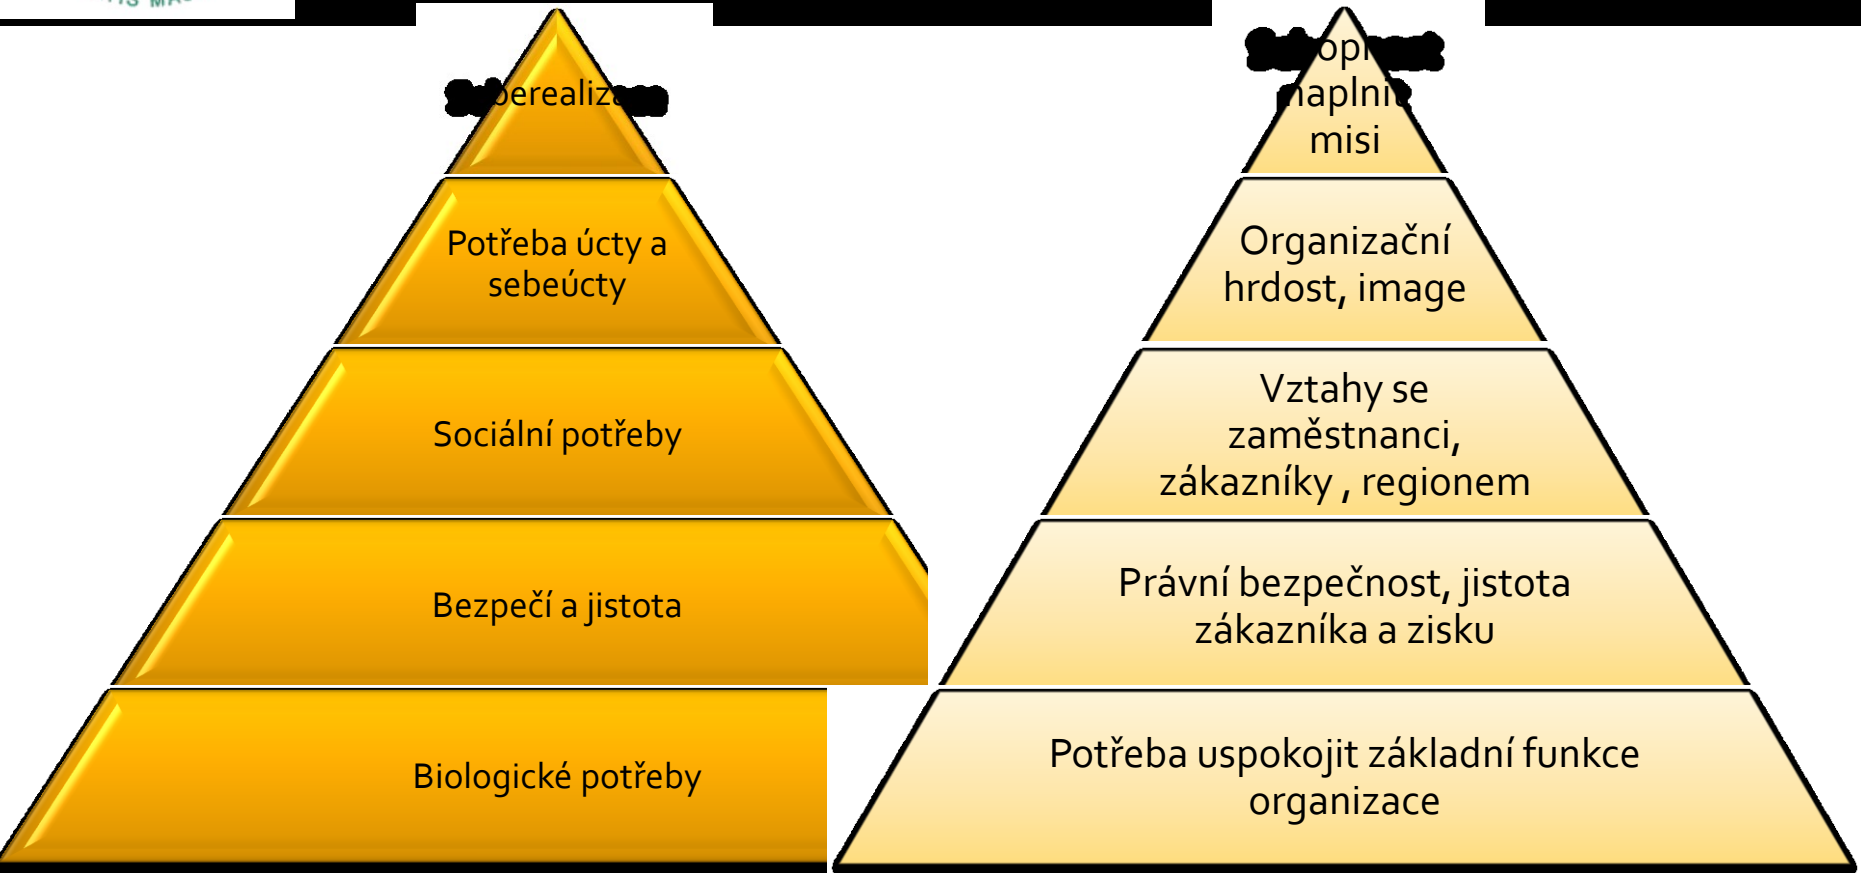 Potřeba úcty a
sebeúcty
Sociální potřeby
Bezpečí a jistota
Biologické potřeby
naplnit
misi
Organizační
hrdost, image
Vztahy se
zaměstnanci,
zákazníky , regionem
Právní bezpečnost, jistota
zákazníka a zisku
Potřeba uspokojit základní funkce
organizace